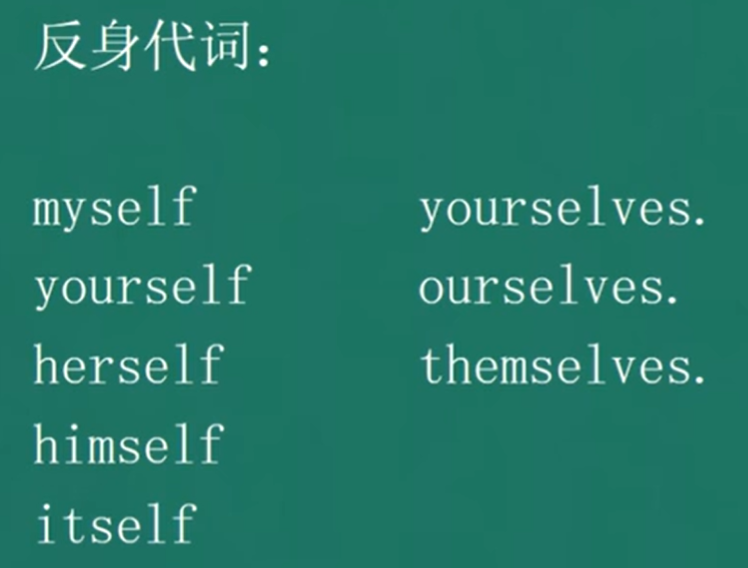 反身代词：
myself yourselves.
yourself ourselves.
herself themselves.
himself
itself